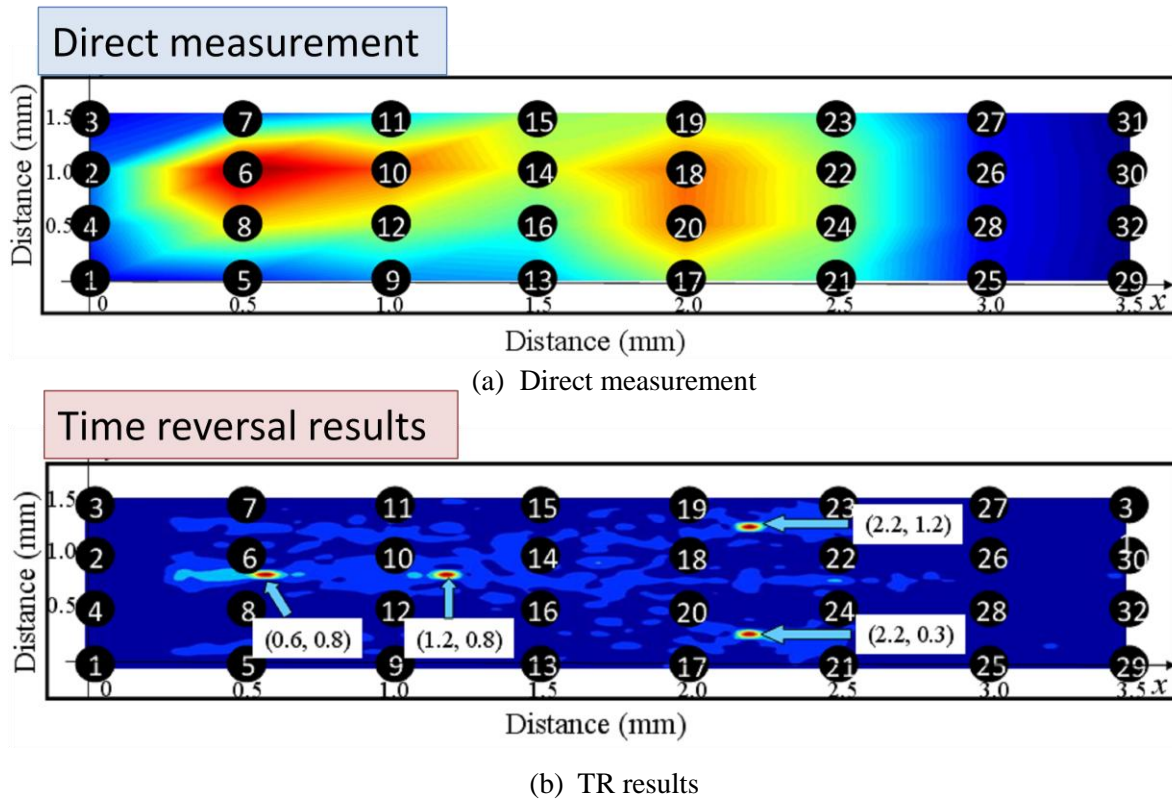 Direct measurement
Distance (mm)
1.5
1.0
0.5
3 7 11 15 19 23 27 31
2 6 10 14 18 22 26 30
4 8 12 16 20 24 28 32
1 5 9 13 17 21 25 29
0 0.5 1.0 1.5 2.0 2.5 3.0 3.5 x
Distance (mm)
(a) Direct measurement
Time reversal results
Distance (mm)
1.5
1.0
0.5
3 7 11 15 19 23 27 3
1
(2.2, 1.2)
2 6 10 14 18 22 26 30
4 8 12 16 20 24 28 32
(0.6, 0.8) (1.2, 0.8) (2.2, 0.3)
1 5 9 13 17 21 25 29
0 0.5 1.0 1.5 2.0 2.5 3.0 3.5 x
Distance (mm)
(b) TR results